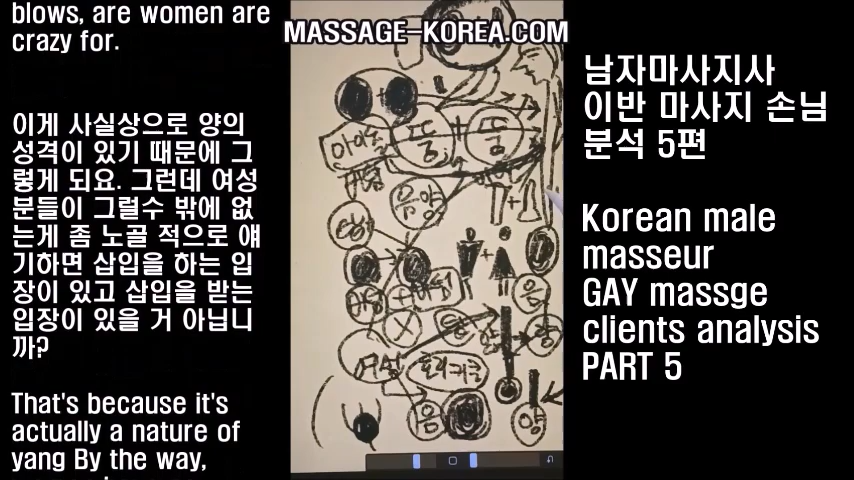 blows, are women are
crazy for.
이게 사실상으로 양의
성격이 있기 때문에 그
렇게 되요. 그런데 여성
분들이 그럴수 밖에 없
는게 좀 노골 적으로 얘
기하면 삽입을 하는 입
장이 있고 삽입을 받는
입장이 있을 거 아닙니
까?
That's because it's
actually a nature of
yang By the way,
MASSAGE-KOREA.COM
뚱 + 뚱
음양
여성
음
양
남자마사지사
이반 마사지 손님
분석 5편
Korean male
masseur
GAY massge
clients analysis
PART 5